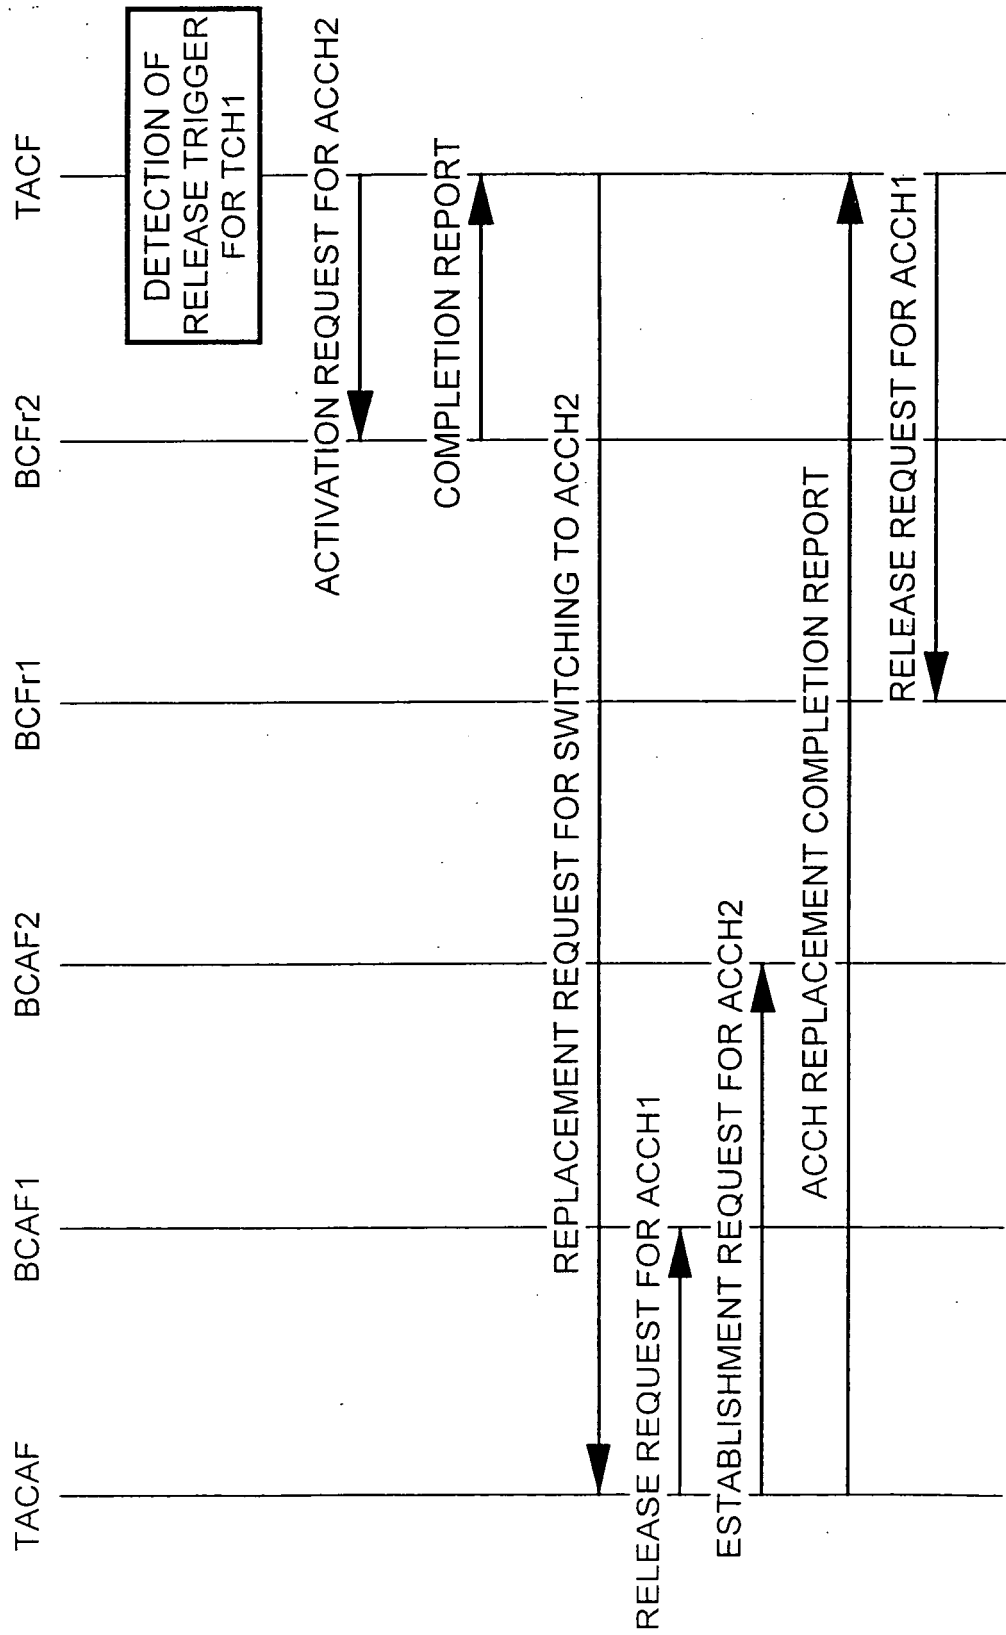 TACAF
BCAF1
BCAF2
BCFr1
BCFr2
TACF
DETECTION OF
RELEASE TRIGGER
FOR TCH1
ACTIVATION REQUEST FOR ACCH2
COMPLETION REPORT
REPLACEMENT REQUEST FOR SWITCHING TO ACCH2
RELEASE REQUEST FOR ACCH1
ESTABLISHMENT REQUEST FOR ACCH2
ACCH REPLACEMENT COMPLETION REPORT
RELEASE REQUEST FOR ACCH1